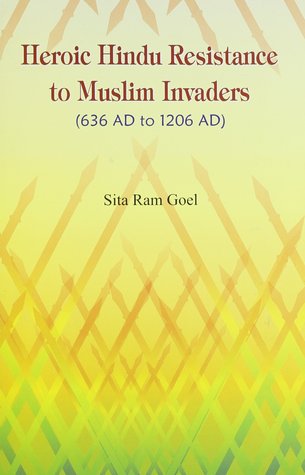 Heroic Hindu Resistance
to Muslim Invaders
(636 AD to 1206 AD)
Sita Ram Goel